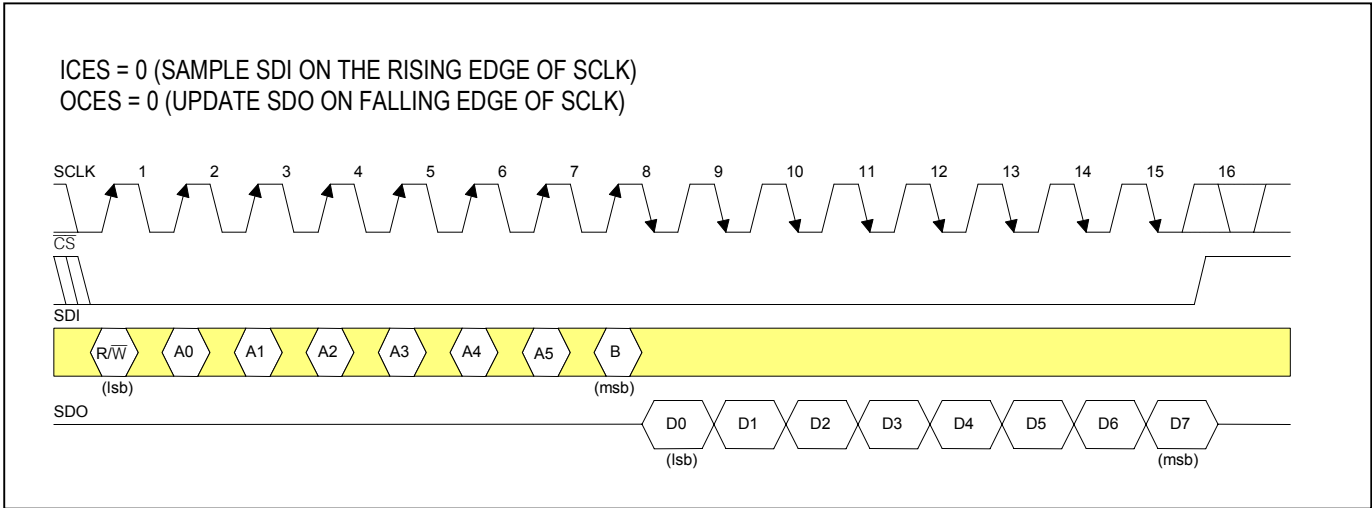 ICES = 0 (SAMPLE SDI ON THE RISING EDGE OF SCLK)
OCES = 0 (UPDATE SDO ON FALLING EDGE OF SCLK)
SCLK 1 2 3 4 5 6 7 8 9 10 11 12 13 14 15 16
C̅S̅
SDI
R/W̅ A0 A1 A2 A3 A4 A5 B
(lsb) (msb)
SDO
D0 D1 D2 D3 D4 D5 D6 D7
(lsb) (msb)